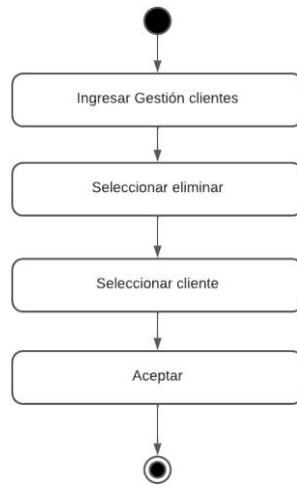 Ingresar Gestión clientes
Seleccionar eliminar
Seleccionar cliente
Aceptar